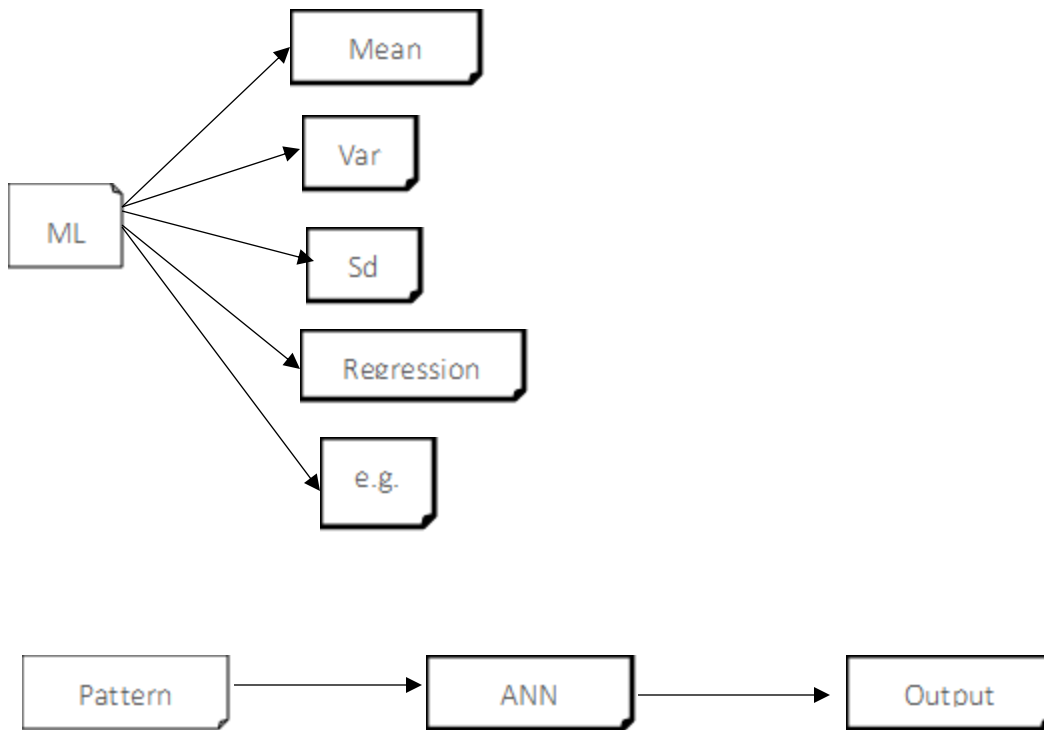 Mean
Var
ML
Sd
Regression
e.g.
Pattern ANN Output